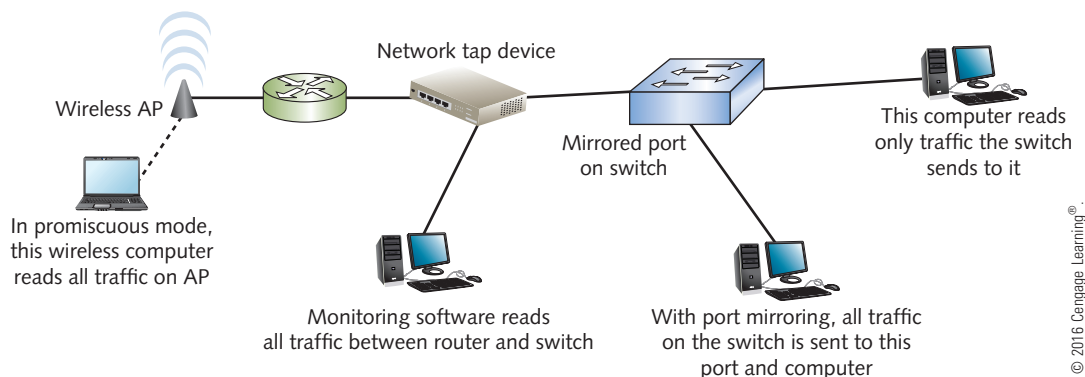 Network tap device
Wireless AP
Mirrored port
on switch
This computer reads
only traffic the switch
sends to it
In promiscuous mode,
this wireless computer
reads all traffic on AP
Monitoring software reads
all traffic between router and switch
With port mirroring, all traffic
on the switch is sent to this
port and computer
© 2016 Cengage Learning®.